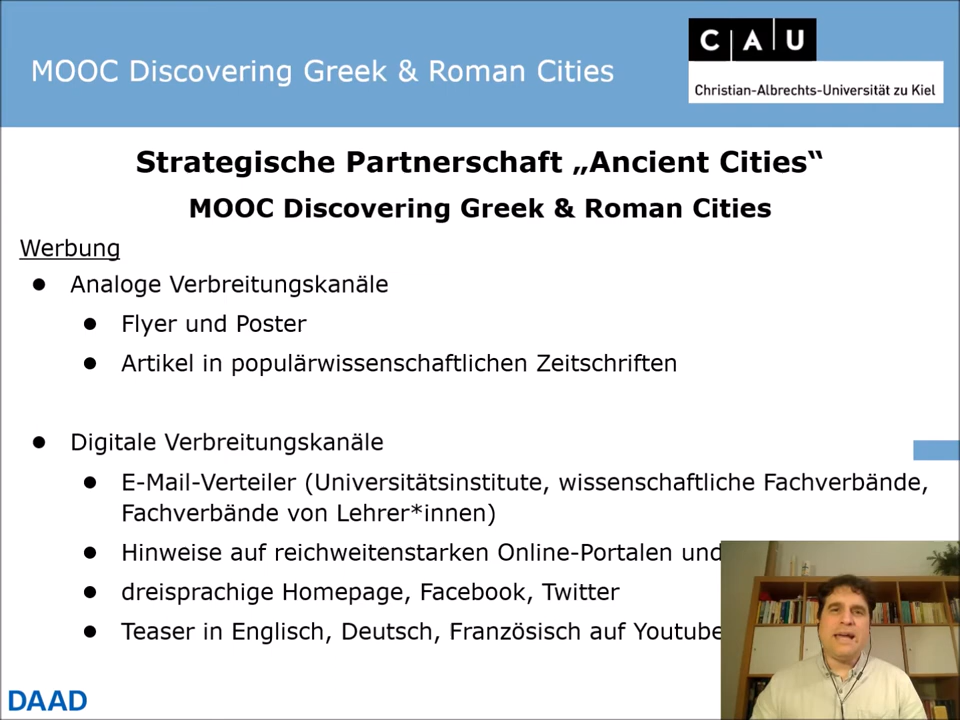 MOOC Discovering Greek & Roman Cities
CAU
Christian-Albrechts-Universität zu Kiel
Strategische Partnerschaft „Ancient Cities“
MOOC Discovering Greek & Roman Cities
Werbung
● Analoge Verbreitungskanäle
● Flyer und Poster
● Artikel in populärwissenschaftlichen Zeitschriften
● Digitale Verbreitungskanäle
● E-Mail-Verteiler (Universitätsinstitute, wissenschaftliche Fachverbände,
Fachverbände von Lehrer*innen)
● Hinweise auf reichweitenstarken Online-Portalen und
● dreisprachige Homepage, Facebook, Twitter
● Teaser in Englisch, Deutsch, Französisch auf Youtube
DAAD